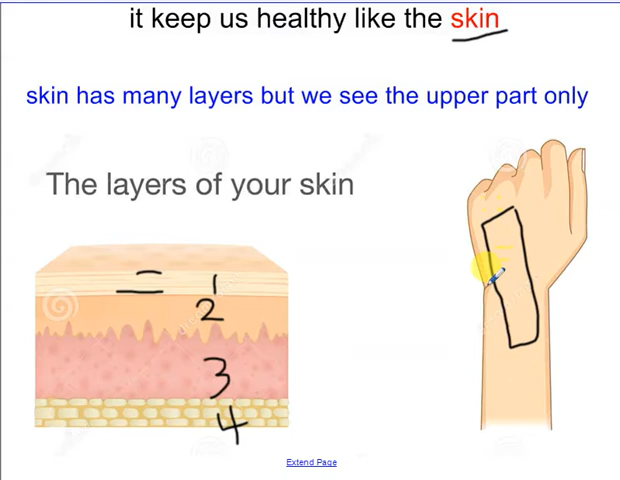 it keep us healthy like the skin
skin has many layers but we see the upper part only
The layers of your skin
1
2
3
4
Extend Page